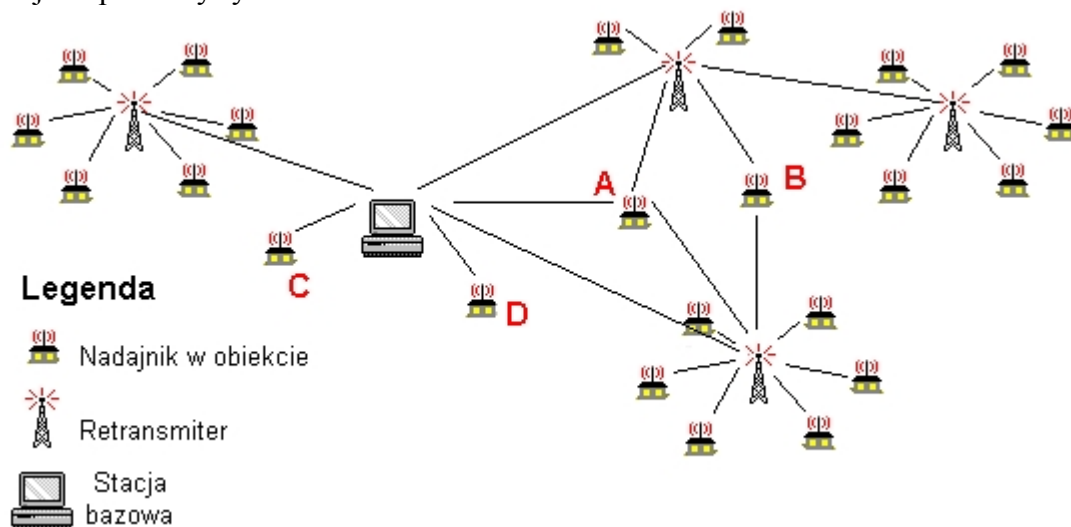 A
B
C
D
Legenda
Nadajnik w obiekcie
Retransmiter
Stacja
bazowa